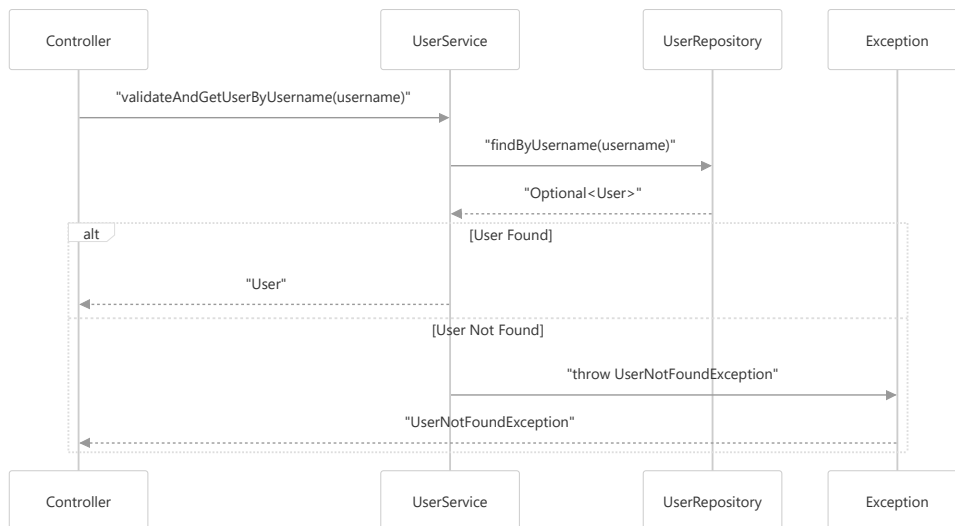 Controller
UserService
UserRepository
Exception
"validateAndGetUserByUsername(username)"
"findByUsername(username)"
"Optional<User>"
alt
[User Found]
"User"
[User Not Found]
"throw UserNotFoundException"
"UserNotFoundException"
Controller
UserService
UserRepository
Exception